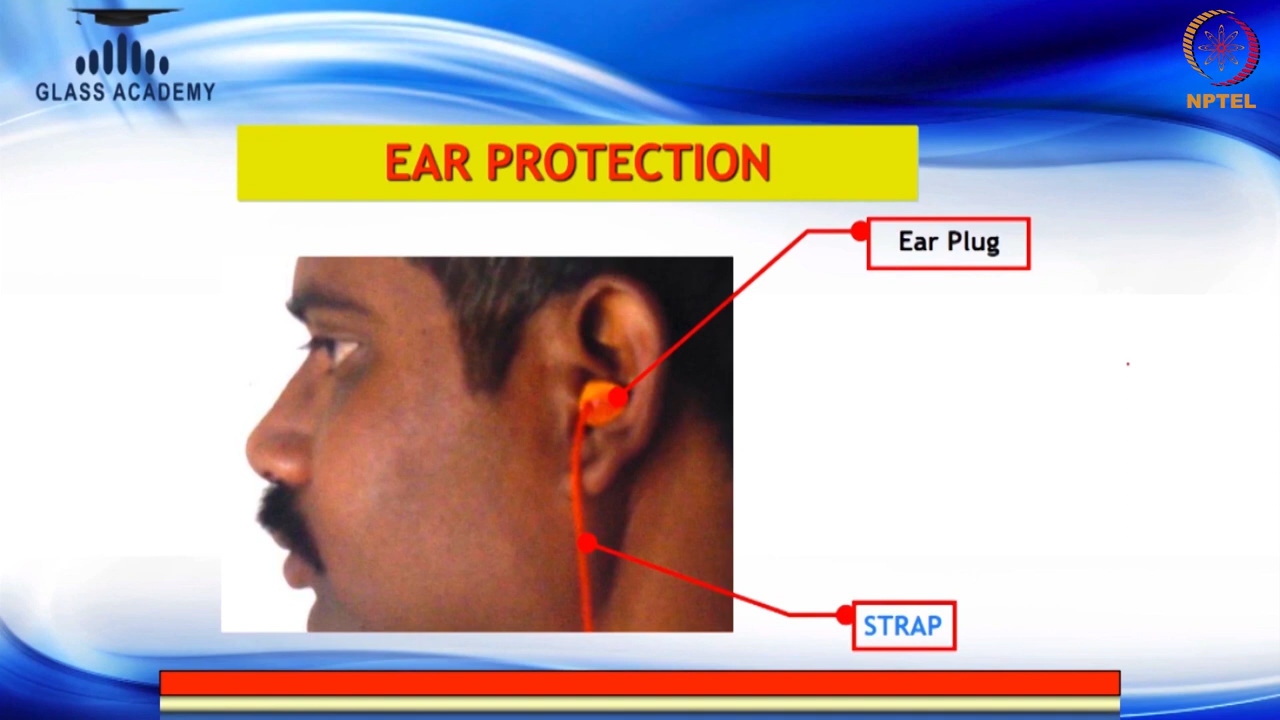 GLASS ACADEMY
NPTEL
EAR PROTECTION
Ear Plug
STRAP